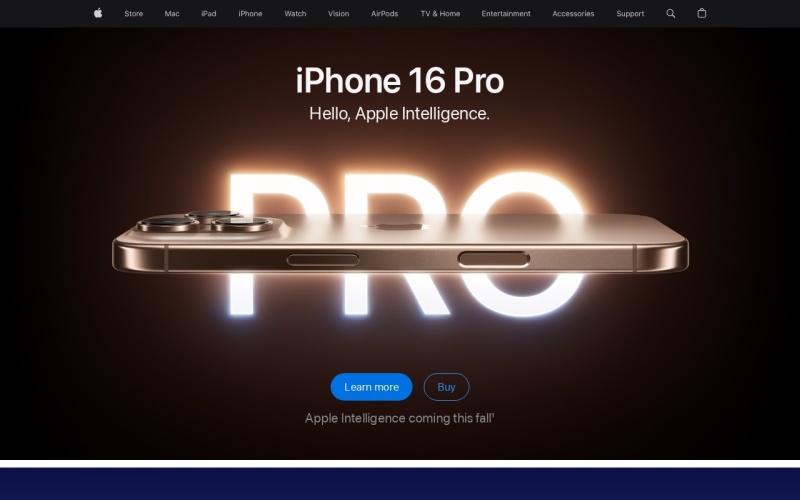 Store Mac iPad iPhone Watch Vision AirPods TV & Home Entertainment Accessories Support
iPhone 16 Pro
Hello, Apple Intelligence.
PRO
Learn more Buy
Apple Intelligence coming this fall¹